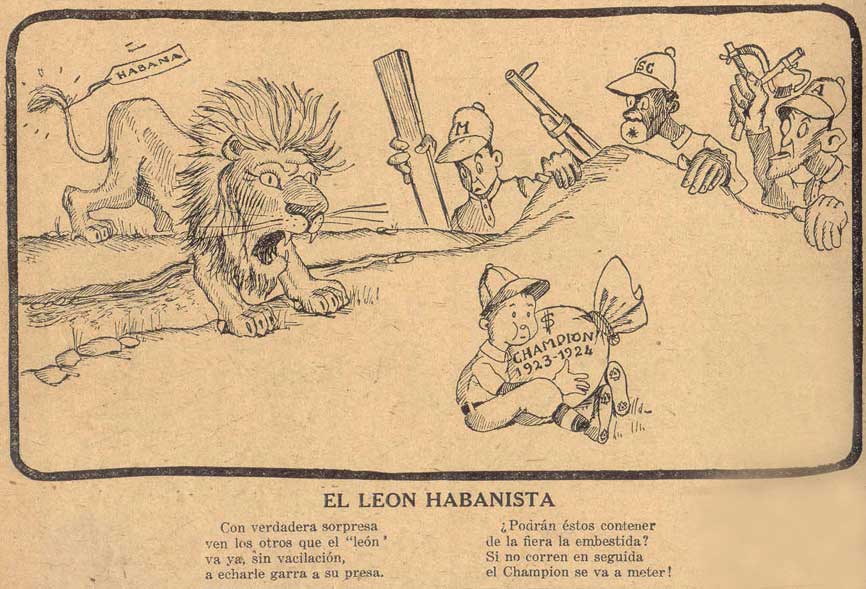 HABANA
M
SC
A
$
CHAMPION
1923-1924
EL LEON HABANISTA
Con verdadera sorpresa
ven los otros que el "león'
va ya, sin vacilación,
a echarle garra a su presa.
¿Podrán éstos contener
de la fiera la embestida?
Si no corren en seguida
el Champion se va a meter!